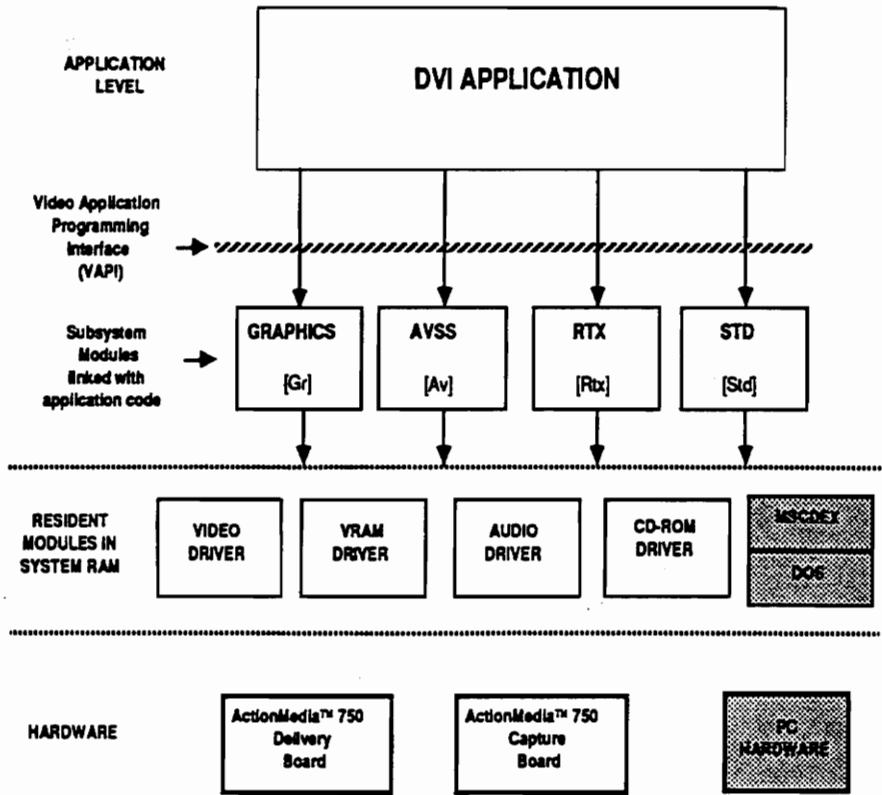 APPLICATION
LEVEL
DVI APPLICATION
Video Application
Programming
Interface
(VAPI)
Subsystem
Modules
linked with
application code
GRAPHICS
[Gr]
AVSS
[Av]
RTX
[Rtx]
STD
[Std]
RESIDENT
MODULES IN
SYSTEM RAM
VIDEO
DRIVER
VRAM
DRIVER
AUDIO
DRIVER
CD-ROM
DRIVER
MSCDEX
DOS
HARDWARE
ActionMedia™ 750
Delivery
Board
ActionMedia™ 750
Capture
Board
PC
HARDWARE